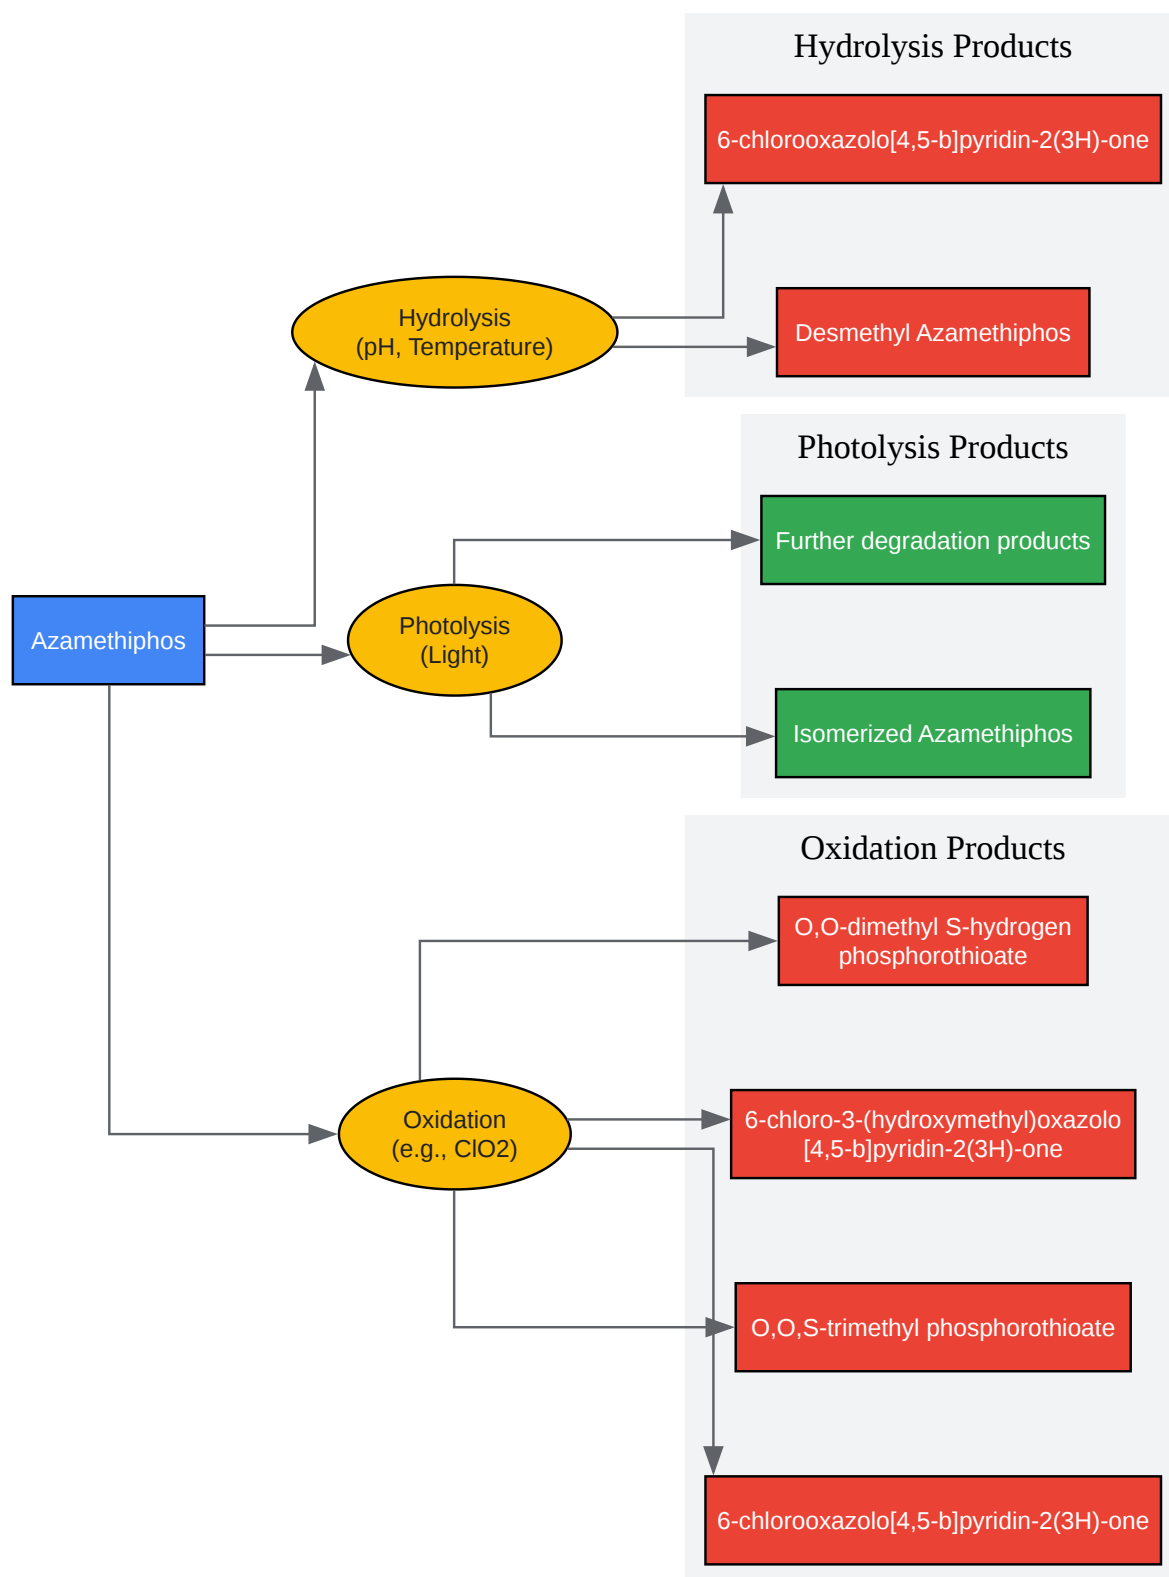 Hydrolysis Products
6-chlorooxazolo[4,5-b]pyridin-2(3H)-one
Hydrolysis
(pH, Temperature)
Desmethyl Azamethiphos
Photolysis Products
Further degradation products
Azamethiphos
Photolysis
(Light)
Isomerized Azamethiphos
Oxidation Products
O,O-dimethyl S-hydrogen
phosphorothioate
Oxidation
(e.g., ClO2)
6-chloro-3-(hydroxymethyl)oxazolo
[4,5-b]pyridin-2(3H)-one
O,O,S-trimethyl phosphorothioate
6-chlorooxazolo[4,5-b]pyridin-2(3H)-one